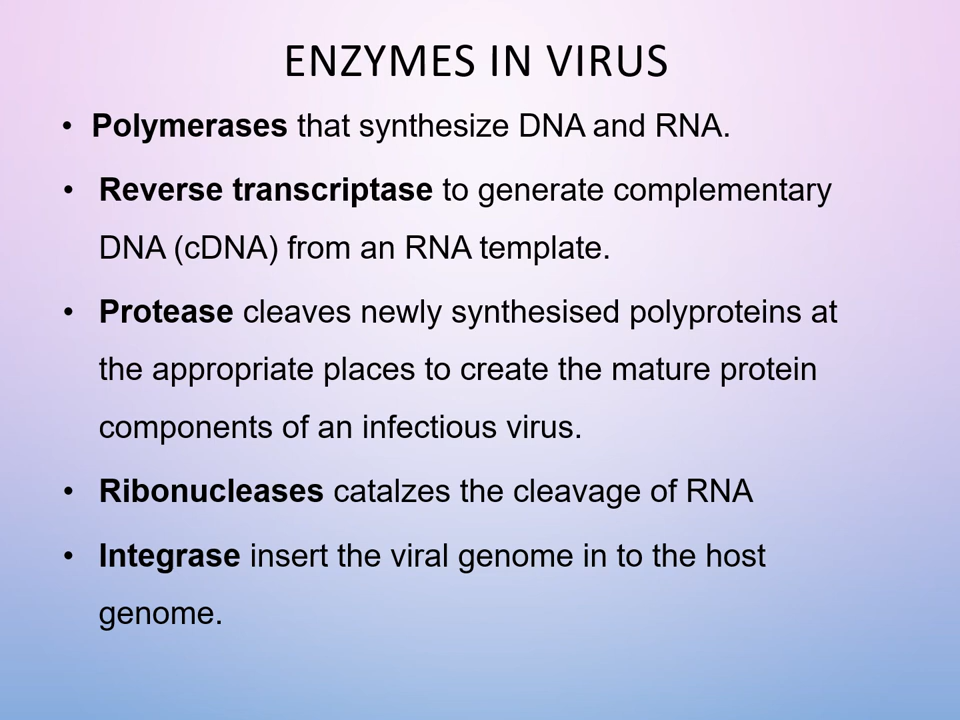 ENZYMES IN VIRUS
• Polymerases that synthesize DNA and RNA.
• Reverse transcriptase to generate complementary
DNA (cDNA) from an RNA template.
• Protease cleaves newly synthesised polyproteins at
the appropriate places to create the mature protein
components of an infectious virus.
• Ribonucleases catalzes the cleavage of RNA
• Integrase insert the viral genome in to the host
genome.